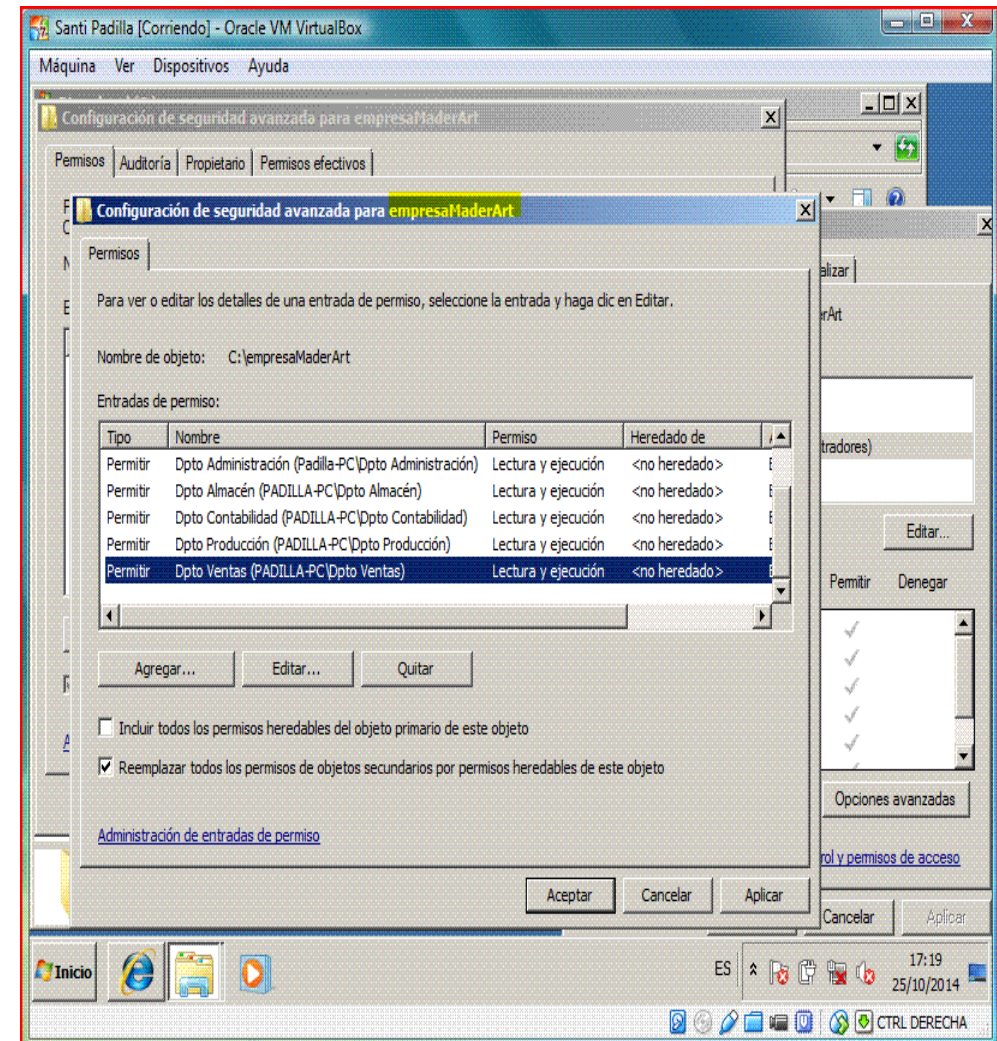 Santi Padilla [Corriendo] - Oracle VM VirtualBox
Máquina Ver Dispositivos Ayuda
Configuración de seguridad avanzada para empresaMaderArt
Permisos Auditoría Propietario Permisos efectivos
Configuración de seguridad avanzada para empresaMaderArt
Permisos
alizar
Para ver o editar los detalles de una entrada de permiso, seleccione la entrada y haga clic en Editar.
rArt
Nombre de objeto: C:\empresaMaderArt
Entradas de permiso:
Tipo Nombre Permiso Heredado de
tradores)
Permitir Dpto Administración (Padilla-PC\Dpto Administración) Lectura y ejecución <no heredado>
Permitir Dpto Almacén (PADILLA-PC\Dpto Almacén) Lectura y ejecución <no heredado>
Permitir Dpto Contabilidad (PADILLA-PC\Dpto Contabilidad) Lectura y ejecución <no heredado>
Permitir Dpto Producción (PADILLA-PC\Dpto Producción) Lectura y ejecución <no heredado>
Editar...
Permitir Dpto Ventas (PADILLA-PC\Dpto Ventas) Lectura y ejecución <no heredado>
Permitir Denegar
Agregar... Editar... Quitar
Incluir todos los permisos heredables del objeto primario de este objeto
Reemplazar todos los permisos de objetos secundarios por permisos heredables de este objeto
Opciones avanzadas
Administración de entradas de permiso
rol y permisos de acceso
Aceptar Cancelar Aplicar
Cancelar Aplicar
Inicio ES 17:19
25/10/2014
CTRL DERECHA